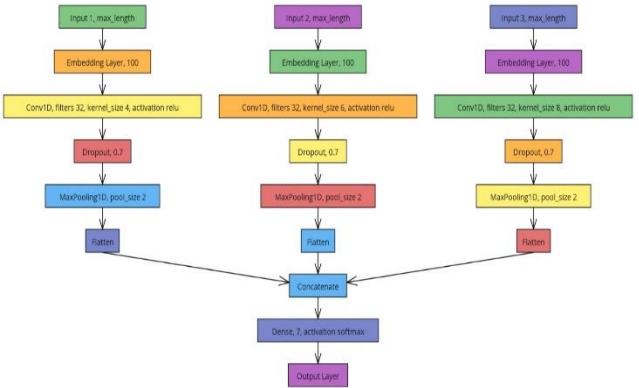 Input 1, max_length
Input 2, max_length
Input 3, max_length
Embedding Layer, 100
Embedding Layer, 100
Embedding Layer, 100
Conv1D, filters 32, kernel_size 4, activation relu
Conv1D, filters 32, kernel_size 6, activation relu
Conv1D, filters 32, kernel_size 8, activation relu
Dropout, 0.7
Dropout, 0.7
Dropout, 0.7
MaxPooling1D, pool_size 2
MaxPooling1D, pool_size 2
MaxPooling1D, pool_size 2
Flatten
Flatten
Flatten
Concatenate
Dense, 7, activation softmax
Output Layer